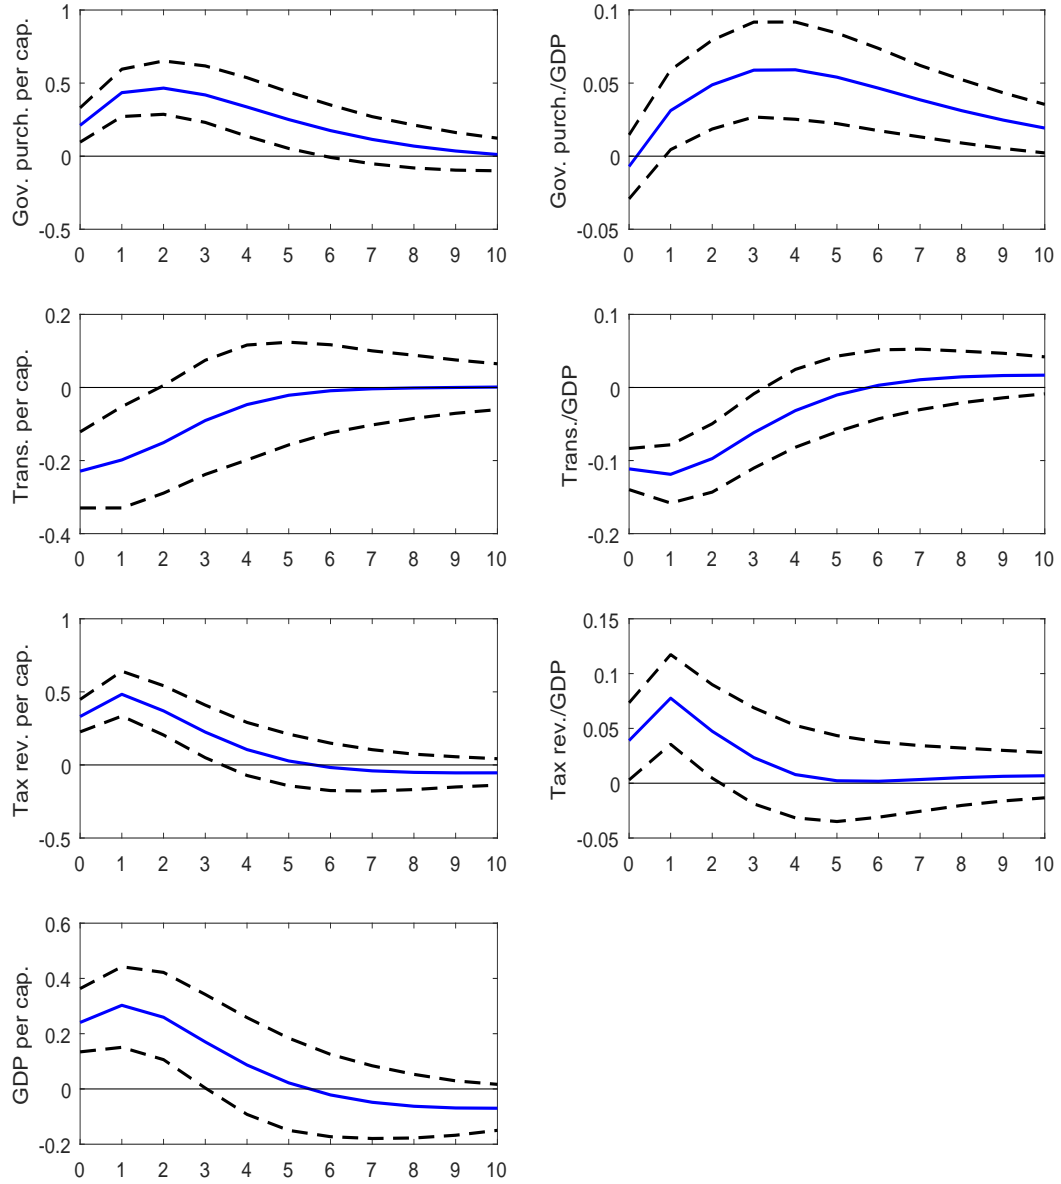 Gov. purch. per cap.
1
0.5
0
-0.5
0 1 2 3 4 5 6 7 8 9 10
Gov. purch./GDP
0.1
0.05
0
-0.05
0 1 2 3 4 5 6 7 8 9 10
Trans. per cap.
0.2
0
-0.2
-0.4
0 1 2 3 4 5 6 7 8 9 10
Trans./GDP
0.1
0
-0.1
-0.2
0 1 2 3 4 5 6 7 8 9 10
Tax rev. per cap.
1
0.5
0
-0.5
0 1 2 3 4 5 6 7 8 9 10
Tax rev./GDP
0.15
0.1
0.05
0
-0.05
0 1 2 3 4 5 6 7 8 9 10
GDP per cap.
0.6
0.4
0.2
0
-0.2
0 1 2 3 4 5 6 7 8 9 10